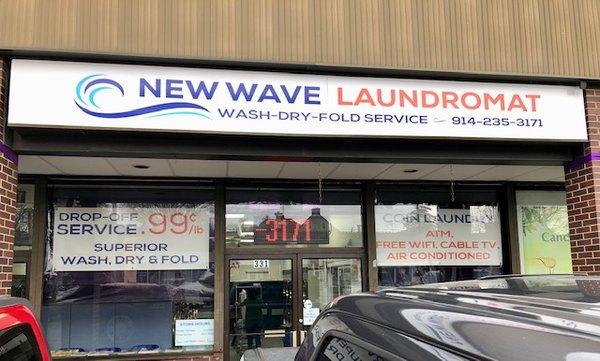 NEW WAVE LAUNDROMAT
WASH-DRY-FOLD SERVICE 914-235-3171
DROP-OFF
SERVICE .99¢/lb
SUPERIOR
WASH, DRY & FOLD
-3171
331
COIN LAUNDRY
ATM,
FREE WIFI, CABLE TV,
AIR CONDITIONED
STORE HOURS